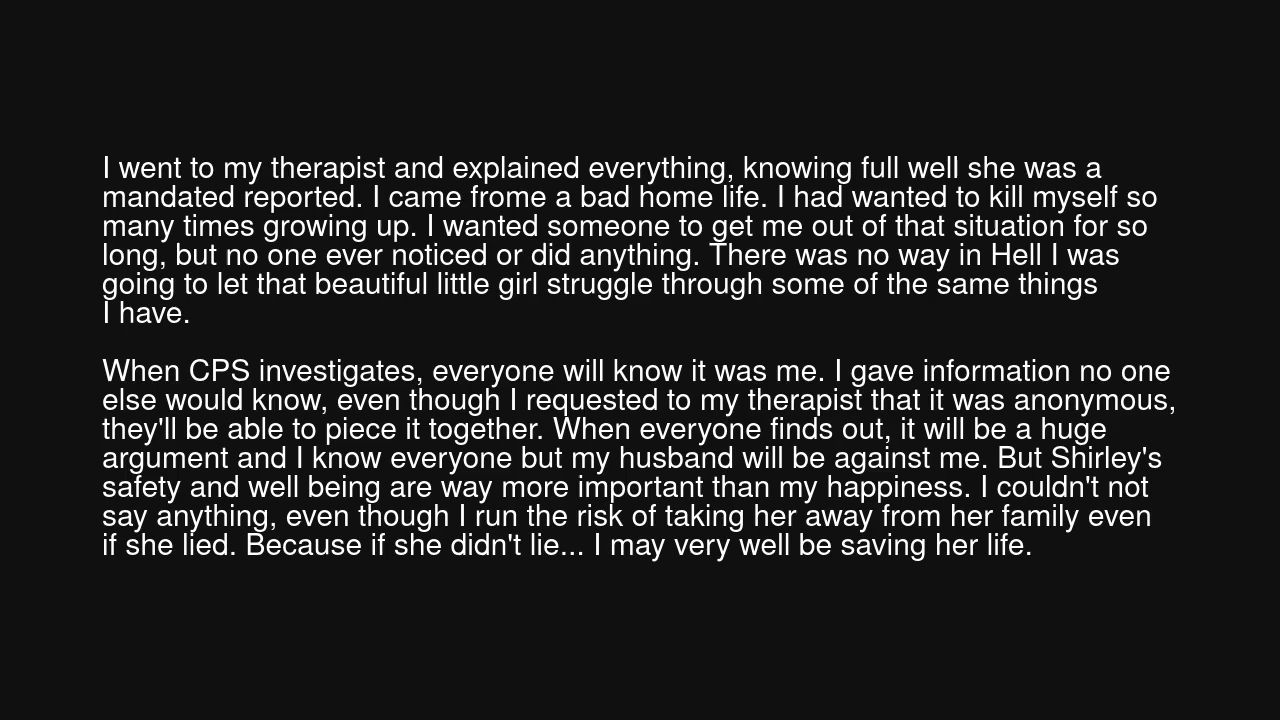 I went to my therapist and explained everything, knowing full well she was a
mandated reported. I came frome a bad home life. I had wanted to kill myself so
many times growing up. I wanted someone to get me out of that situation for so
long, but no one ever noticed or did anything. There was no way in Hell I was
going to let that beautiful little girl struggle through some of the same things
I have.
When CPS investigates, everyone will know it was me. I gave information no one
else would know, even though I requested to my therapist that it was anonymous,
they'll be able to piece it together. When everyone finds out, it will be a huge
argument and I know everyone but my husband will be against me. But Shirley's
safety and well being are way more important than my happiness. I couldn't not
say anything, even though I run the risk of taking her away from her family even
if she lied. Because if she didn't lie... I may very well be saving her life.